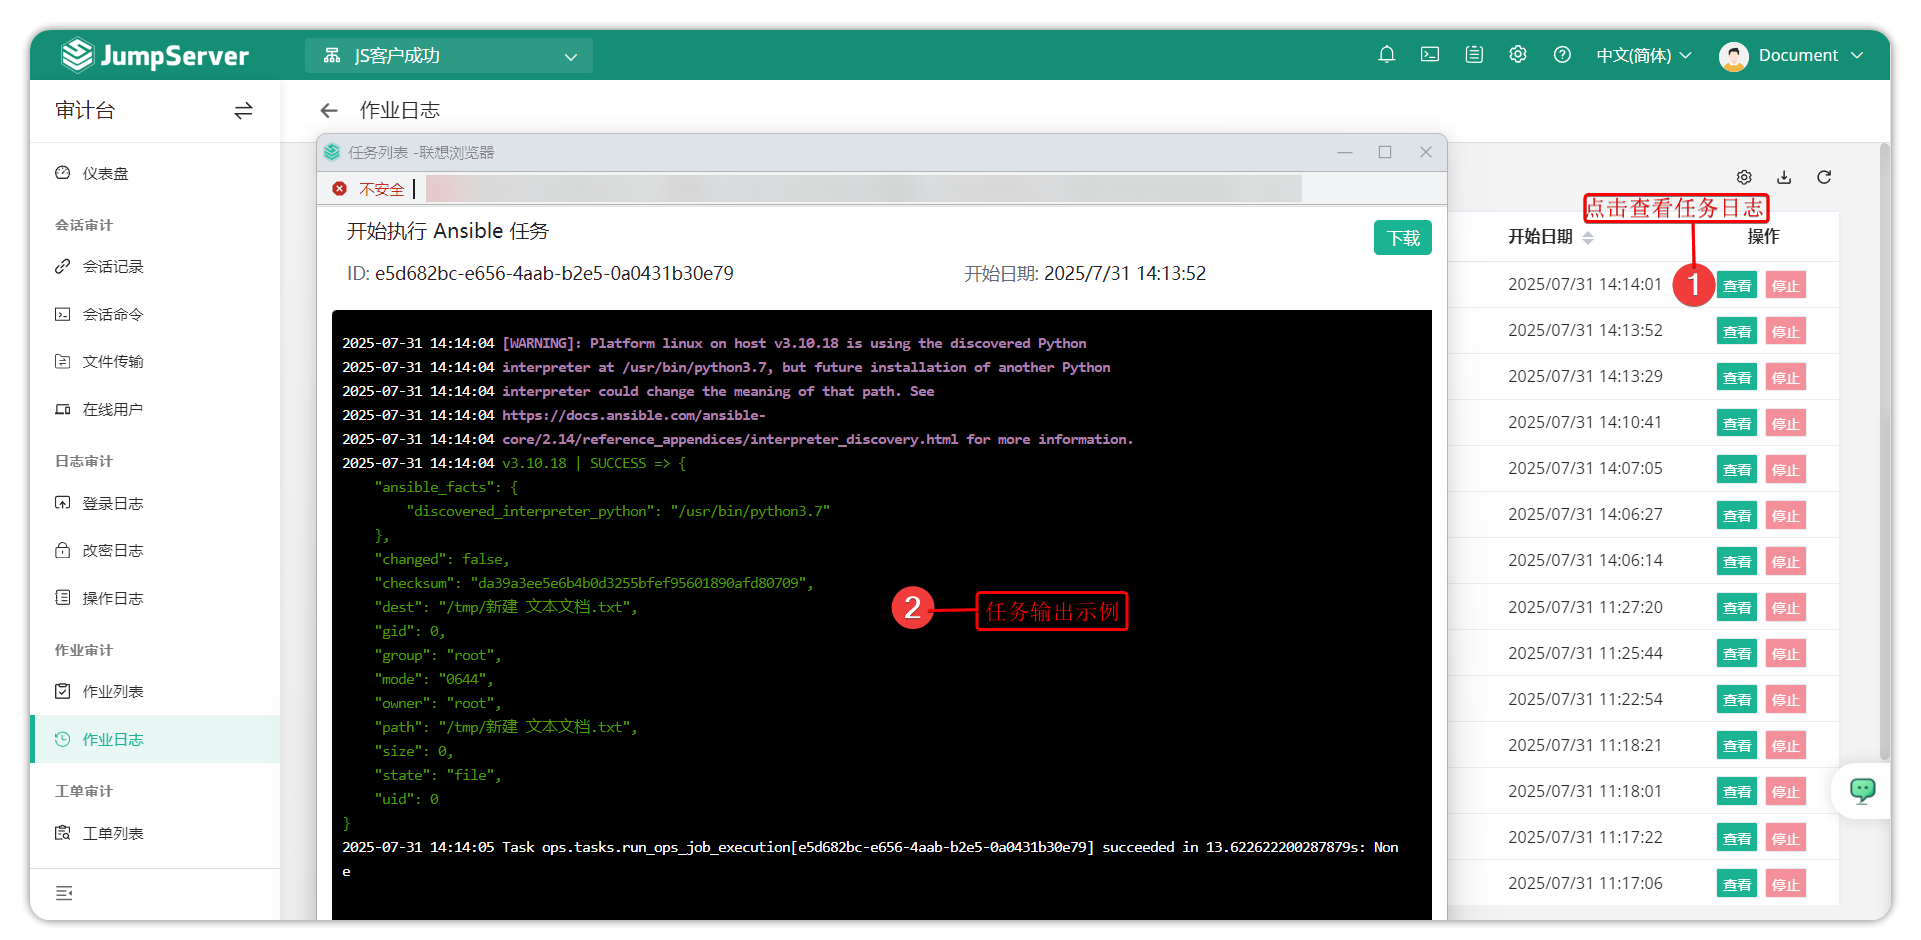 JumpServer
JS客户成功
中文(简体)
Document
审计台
作业日志
仪表盘
会话审计
会话记录
会话命令
文件传输
在线用户
日志审计
登录日志
改密日志
操作日志
作业审计
作业列表
作业日志
工单审计
工单列表
任务列表 -联想浏览器
不安全
开始执行 Ansible 任务
下载
ID: e5d682bc-e656-4aab-b2e5-0a0431b30e79
开始日期: 2025/7/31 14:13:52
2025-07-31 14:14:04 [WARNING]: Platform linux on host v3.10.18 is using the discovered Python
2025-07-31 14:14:04 interpreter at /usr/bin/python3.7, but future installation of another Python
2025-07-31 14:14:04 interpreter could change the meaning of that path. See
2025-07-31 14:14:04 https://docs.ansible.com/ansible-
2025-07-31 14:14:04 core/2.14/reference_appendices/interpreter_discovery.html for more information.
2025-07-31 14:14:04 v3.10.18 | SUCCESS => {
"ansible_facts": {
"discovered_interpreter_python": "/usr/bin/python3.7"
},
"changed": false,
"checksum": "da39a3ee5e6b4b0d3255bfef95601890afd80709",
"dest": "/tmp/新建 文本文档.txt",
"gid": 0,
"group": "root",
"mode": "0644",
"owner": "root",
"path": "/tmp/新建 文本文档.txt",
"size": 0,
"state": "file",
"uid": 0
}
2025-07-31 14:14:05 Task ops.tasks.run_ops_job_execution[e5d682bc-e656-4aab-b2e5-0a0431b30e79] succeeded in 13.622622200287879s: Non
e
2
任务输出示例
点击查看任务日志
开始日期 操作
2025/07/31 14:14:01 1 查看 停止
2025/07/31 14:13:52 查看 停止
2025/07/31 14:13:29 查看 停止
2025/07/31 14:10:41 查看 停止
2025/07/31 14:07:05 查看 停止
2025/07/31 14:06:27 查看 停止
2025/07/31 14:06:14 查看 停止
2025/07/31 11:27:20 查看 停止
2025/07/31 11:25:44 查看 停止
2025/07/31 11:22:54 查看 停止
2025/07/31 11:18:21 查看 停止
2025/07/31 11:18:01 查看 停止
2025/07/31 11:17:22 查看 停止
2025/07/31 11:17:06 查看 停止